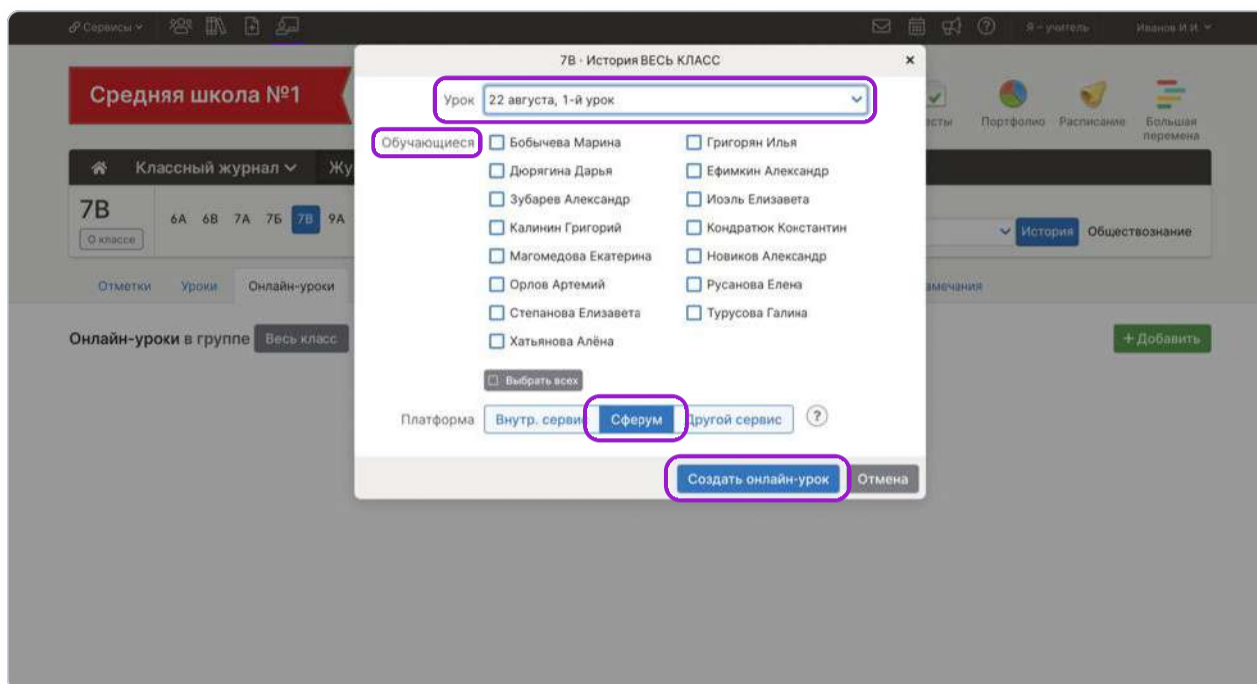 Сервисы
Я – учитель
Иванов И.И.
7В - История ВЕСЬ КЛАСС
×
Средняя школа №1
Урок 22 августа, 1-й урок
Портфолио Расписание Большая перемена
Обучающиеся
Бобычева Марина Григорян Илья
Дюрягина Дарья Ефимкин Александр
Классный журнал Жу
Зубарев Александр Иоэль Елизавета
7В 6А 6В 7А 7Б 7В 9А
Калинин Григорий Кондратюк Константин
О классе
История Обществознание
Магомедова Екатерина Новиков Александр
Отметки Уроки Онлайн-уроки
Орлов Артемий Русанова Елена
амечания
Степанова Елизавета Турусова Галина
Онлайн-уроки в группе Весь класс
Хатьянова Алёна
+ Добавить
Выбрать всех
Платформа Внутр. серви Сферум Другой сервис ?
Создать онлайн-урок Отмена